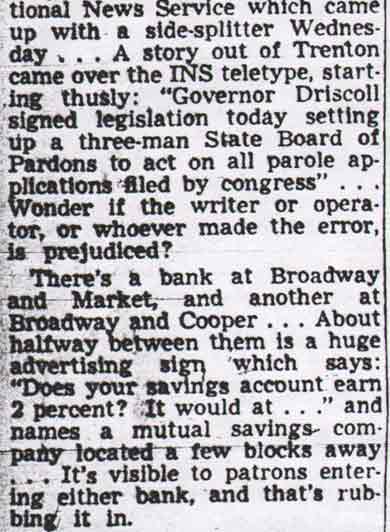 tional News Service which came
up with a side-splitter Wednes-
day . . . A story out of Trenton
came over the INS teletype, start-
ing thusly: "Governor Driscoll
signed legislation today setting
up a three-man State Board of
Pardons to act on all parole ap-
plications filed by congress" . . .
Wonder if the writer or opera-
tor, or whoever made the error,
is prejudiced?
There's a bank at Broadway
and Market, and another at
Broadway and Cooper . . . About
halfway between them is a huge
advertising sign which says:
"Does your savings account earn
2 percent? It would at . . ." and
names a mutual savings com-
pany located a few blocks away
. . . It's visible to patrons enter-
ing either bank, and that's rub-
bing it in.